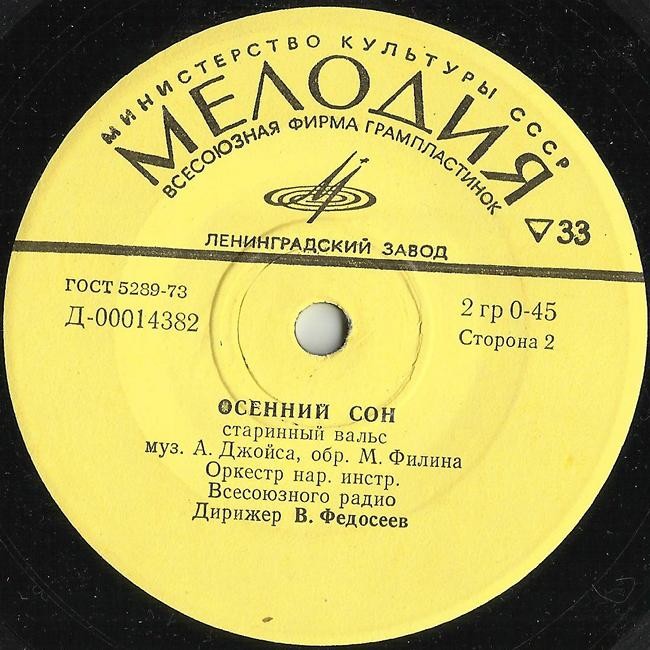 МИНИСТЕРСТВО КУЛЬТУРЫ СССР
МЕЛОДИЯ
ВСЕСОЮЗНАЯ ФИРМА ГРАМПЛАСТИНОК
33
ЛЕНИНГРАДСКИЙ ЗАВОД
ГОСТ 5289-73
Д-00014382
2 гр 0-45
Сторона 2
ОСЕННИЙ СОН
старинный вальс
муз. А. Джойса, обр. М. Филина
Оркестр нар. инстр.
Всесоюзного радио
Дирижер В. Федосеев